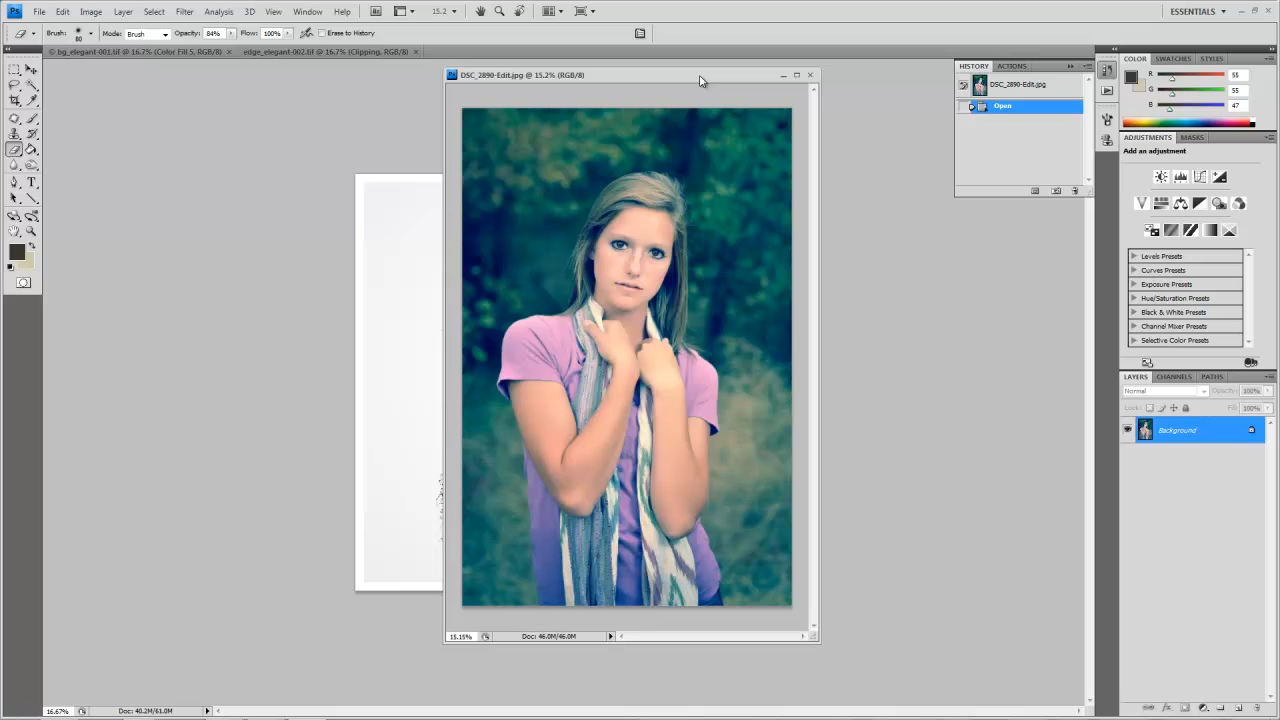 Ps File Edit Image Layer Select Filter Analysis 3D View Window Help 15.2 ESSENTIALS
Brush: 80 Mode: Brush Opacity: 84% Flow: 100% Erase to History
bg_elegant-001.tif @ 16.7% (Color Fill 5, RGB/8) edge_elegant-002.tif @ 16.7% (Clipping, RGB/8)
DSC_2890-Edit.jpg @ 15.2% (RGB/8)
HISTORY ACTIONS
DSC_2890-Edit.jpg
Open
COLOR SWATCHES STYLES
R 55
G 55
B 47
ADJUSTMENTS MASKS
Add an adjustment
Levels Presets
Curves Presets
Exposure Presets
Hue/Saturation Presets
Black & White Presets
Channel Mixer Presets
Selective Color Presets
LAYERS CHANNELS PATHS
Normal Opacity: 100%
Lock: Fill: 100%
Background
15.15% Doc: 46.0M/46.0M
16.67% Doc: 40.2M/61.0M